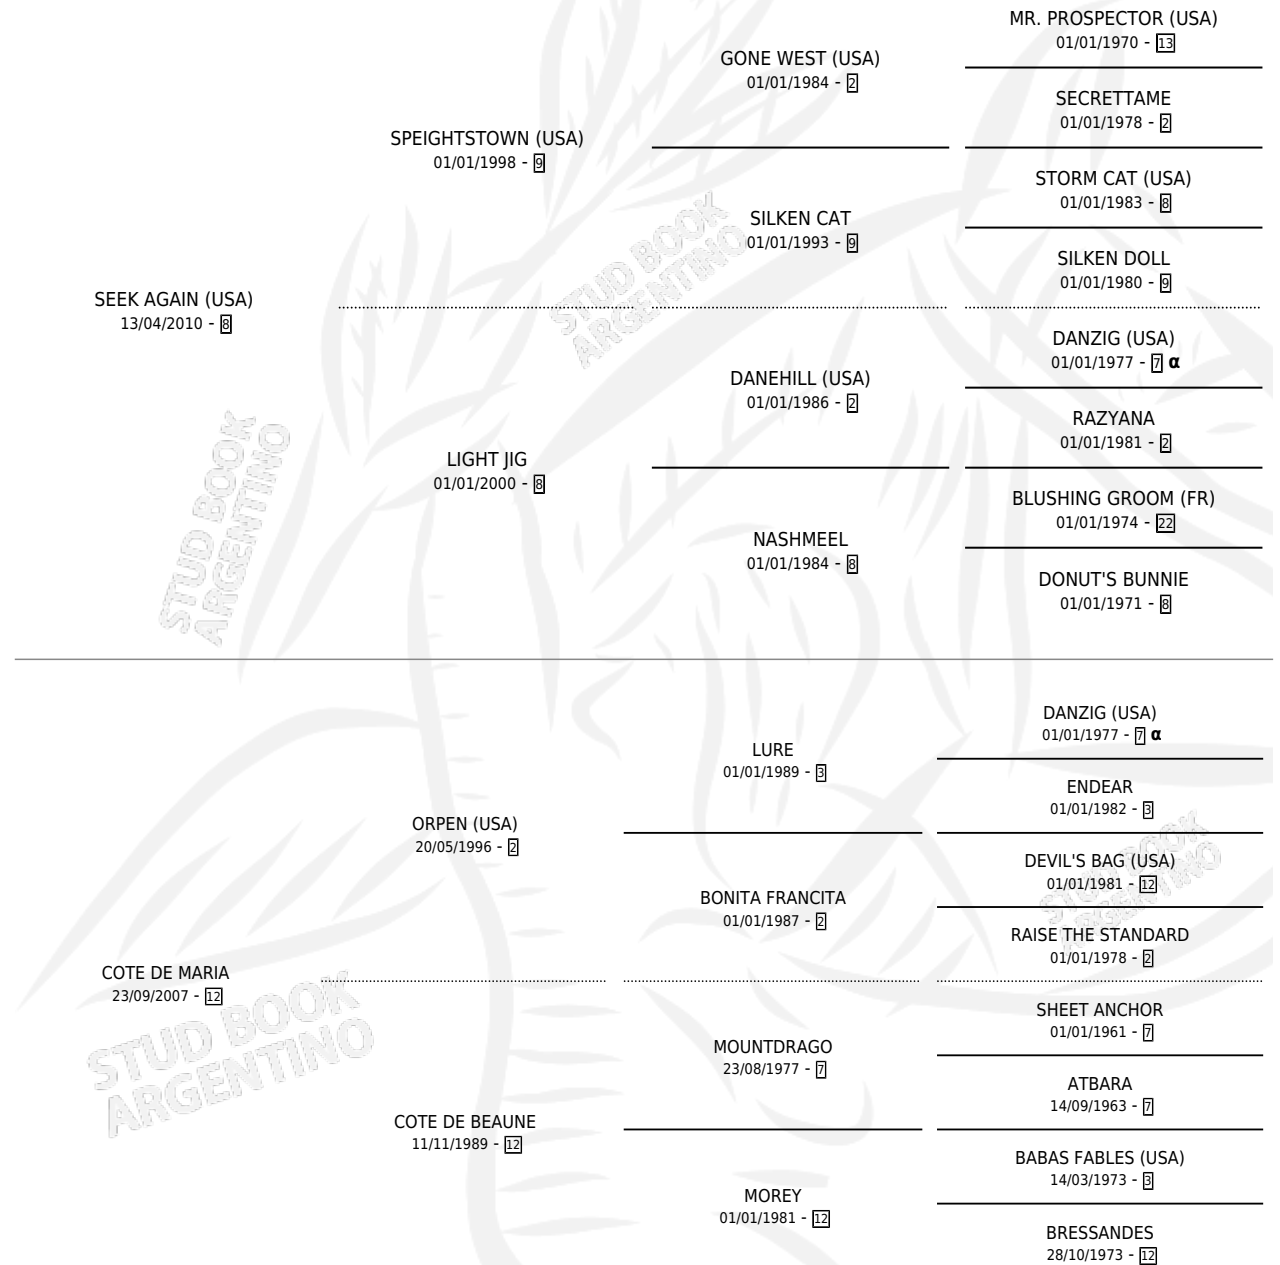 MR. PROSPECTOR (USA)
01/01/1970 - 13
GONE WEST (USA)
01/01/1984 - 2
SECRETTAME
01/01/1978 - 2
SPEIGHTSTOWN (USA)
01/01/1998 - 9
STORM CAT (USA)
01/01/1983 - 8
SILKEN CAT
01/01/1993 - 9
SILKEN DOLL
01/01/1980 - 9
SEEK AGAIN (USA)
13/04/2010 - 8
DANZIG (USA)
01/01/1977 - 7 α
DANEHILL (USA)
01/01/1986 - 2
RAZYANA
01/01/1981 - 2
LIGHT JIG
01/01/2000 - 8
BLUSHING GROOM (FR)
01/01/1974 - 22
NASHMEEL
01/01/1984 - 8
DONUT'S BUNNIE
01/01/1971 - 8
DANZIG (USA)
01/01/1977 - 7 α
LURE
01/01/1989 - 3
ENDEAR
01/01/1982 - 3
ORPEN (USA)
20/05/1996 - 2
DEVIL'S BAG (USA)
01/01/1981 - 12
BONITA FRANCITA
01/01/1987 - 2
RAISE THE STANDARD
01/01/1978 - 2
COTE DE MARIA
23/09/2007 - 12
SHEET ANCHOR
01/01/1961 - 7
MOUNTDRAGO
23/08/1977 - 7
ATBARA
14/09/1963 - 7
COTE DE BEAUNE
11/11/1989 - 12
BABAS FABLES (USA)
14/03/1973 - 3
MOREY
01/01/1981 - 12
BRESSANDES
28/10/1973 - 12
STUD BOOK
ARGENTINO
STUD BOOK
ARGENTINO
STUD BOOK
ARGENTINO
STUD BOOK
ARGENTINO